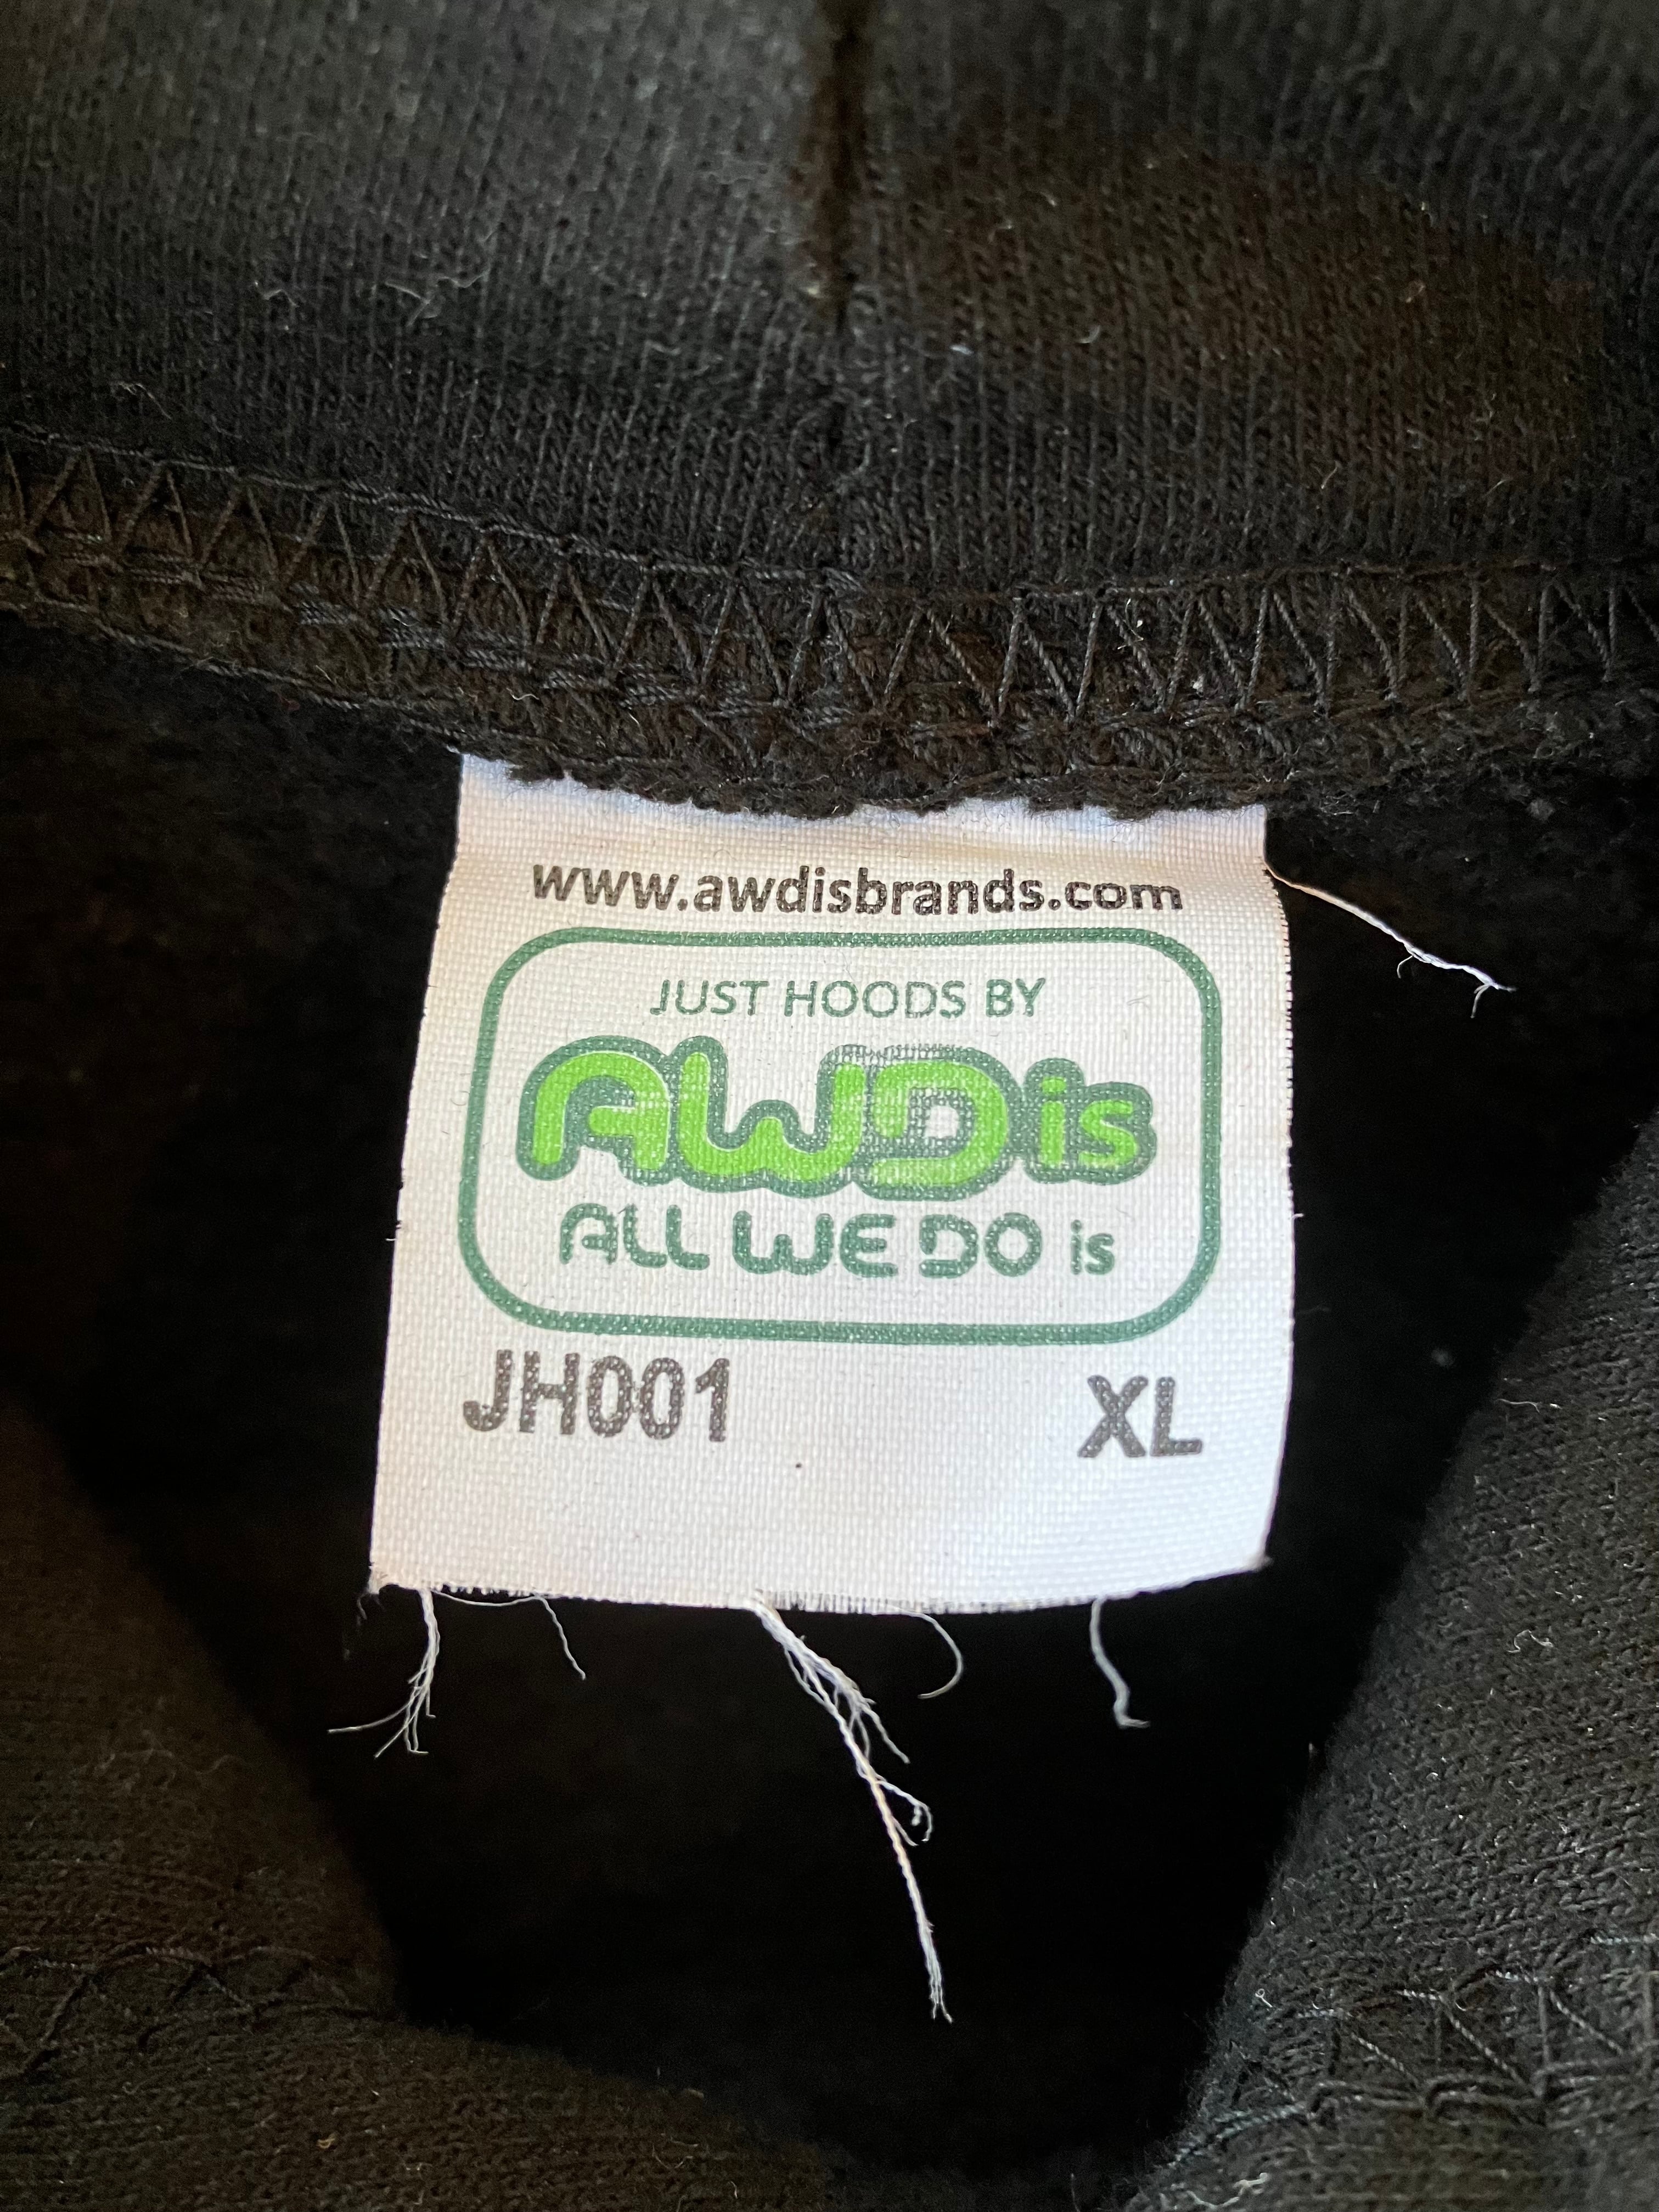 www.awdisbrands.com
JUST HOODS BY
AWDis
ALL WE DO is
JH001 XL